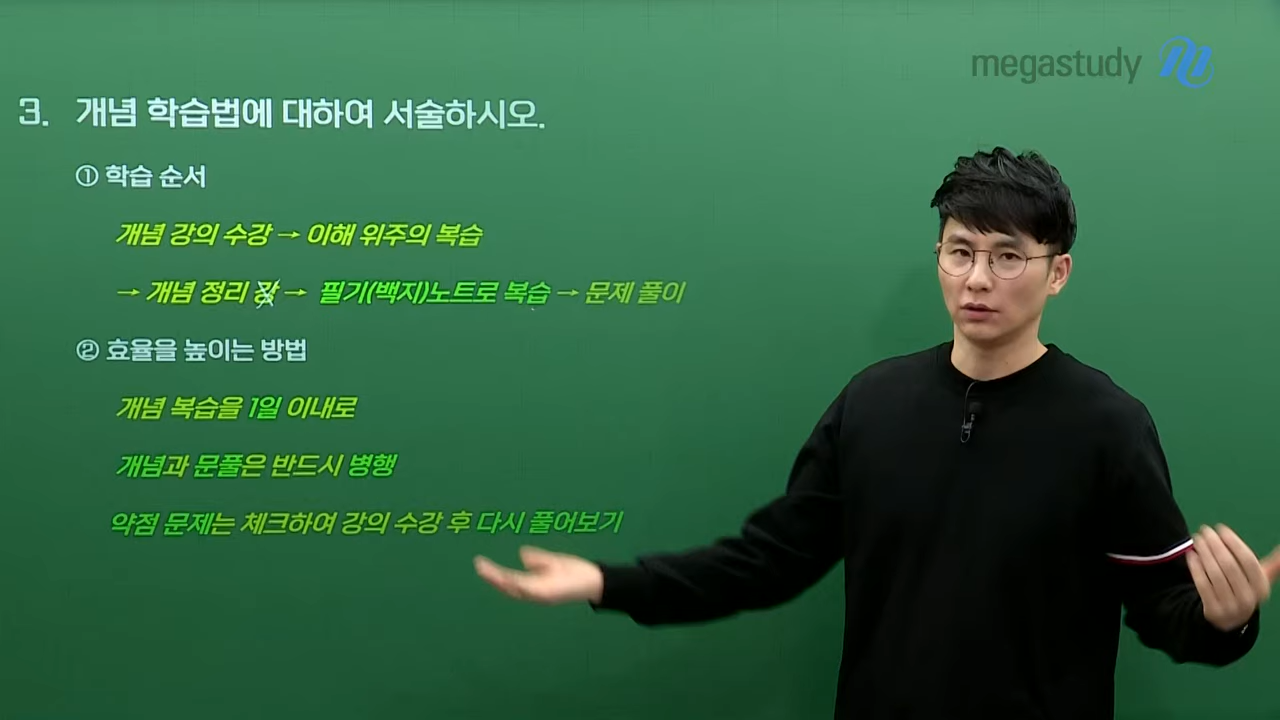 megastudy
3. 개념 학습법에 대하여 서술하시오.
① 학습 순서
개념 강의 수강 → 이해 위주의 복습
→ 개념 정리 → 필기(백지)노트로 복습 → 문제 풀이
② 효율을 높이는 방법
개념 복습을 1일 이내로
개념과 문풀은 반드시 병행
약점 문제는 체크하여 강의 수강 후 다시 풀어보기